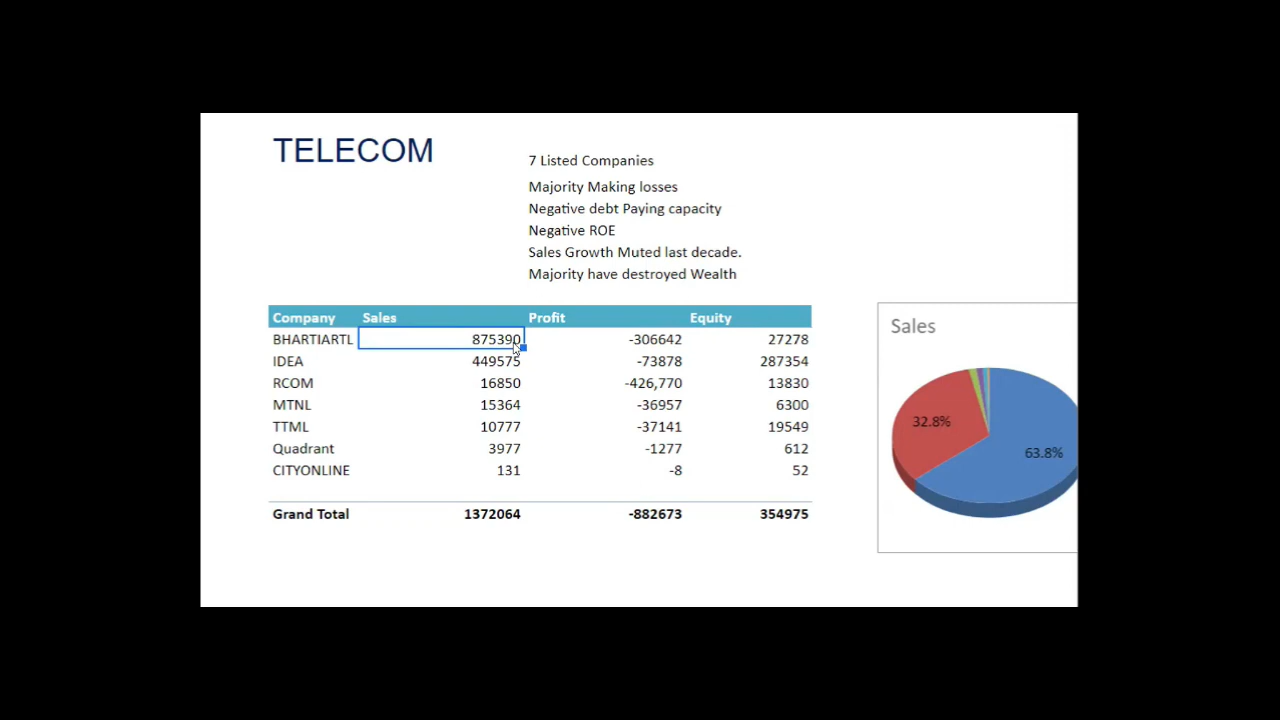 TELECOM
7 Listed Companies
Majority Making losses
Negative debt Paying capacity
Negative ROE
Sales Growth Muted last decade.
Majority have destroyed Wealth
Company Sales Profit Equity
BHARTIARTL 875390 -306642 27278
IDEA 449575 -73878 287354
RCOM 16850 -426,770 13830
MTNL 15364 -36957 6300
TTML 10777 -37141 19549
Quadrant 3977 -1277 612
CITYONLINE 131 -8 52
Grand Total 1372064 -882673 354975
Sales
32.8%
63.8%